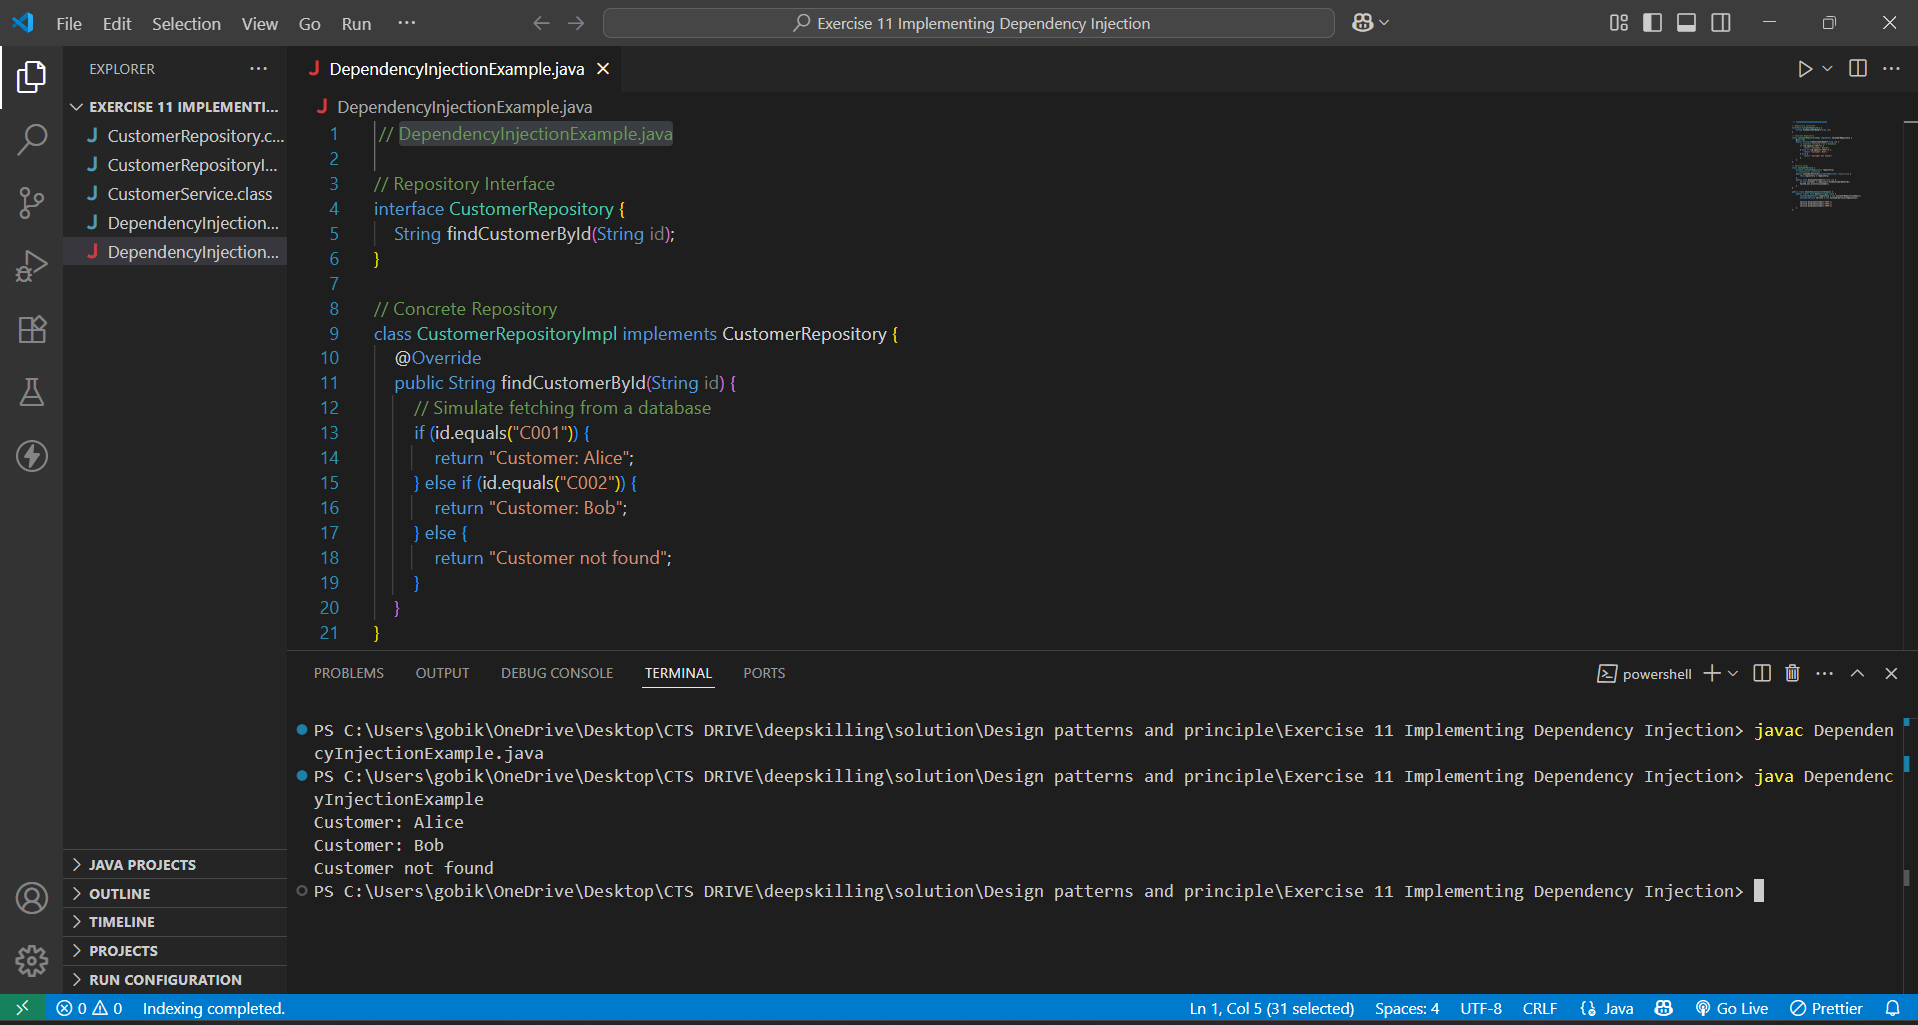 File Edit Selection View Go Run ···
Exercise 11 Implementing Dependency Injection
EXPLORER ···
EXERCISE 11 IMPLEMENTI...
J CustomerRepository.c...
J CustomerRepositoryI...
J CustomerService.class
J DependencyInjection...
J DependencyInjection...
JAVA PROJECTS
OUTLINE
TIMELINE
PROJECTS
RUN CONFIGURATION
J DependencyInjectionExample.java
J DependencyInjectionExample.java
1 // DependencyInjectionExample.java
2
3 // Repository Interface
4 interface CustomerRepository {
5 String findCustomerById(String id);
6 }
7
8 // Concrete Repository
9 class CustomerRepositoryImpl implements CustomerRepository {
10 @Override
11 public String findCustomerById(String id) {
12 // Simulate fetching from a database
13 if (id.equals("C001")) {
14 return "Customer: Alice";
15 } else if (id.equals("C002")) {
16 return "Customer: Bob";
17 } else {
18 return "Customer not found";
19 }
20 }
21 }
PROBLEMS OUTPUT DEBUG CONSOLE TERMINAL PORTS
powershell
PS C:\Users\gobik\OneDrive\Desktop\CTS DRIVE\deepskilling\solution\Design patterns and principle\Exercise 11 Implementing Dependency Injection> javac Dependen
cyInjectionExample.java
PS C:\Users\gobik\OneDrive\Desktop\CTS DRIVE\deepskilling\solution\Design patterns and principle\Exercise 11 Implementing Dependency Injection> java Dependenc
yInjectionExample
Customer: Alice
Customer: Bob
Customer not found
PS C:\Users\gobik\OneDrive\Desktop\CTS DRIVE\deepskilling\solution\Design patterns and principle\Exercise 11 Implementing Dependency Injection>
0 0 Indexing completed.
Ln 1, Col 5 (31 selected) Spaces: 4 UTF-8 CRLF {} Java Go Live Prettier